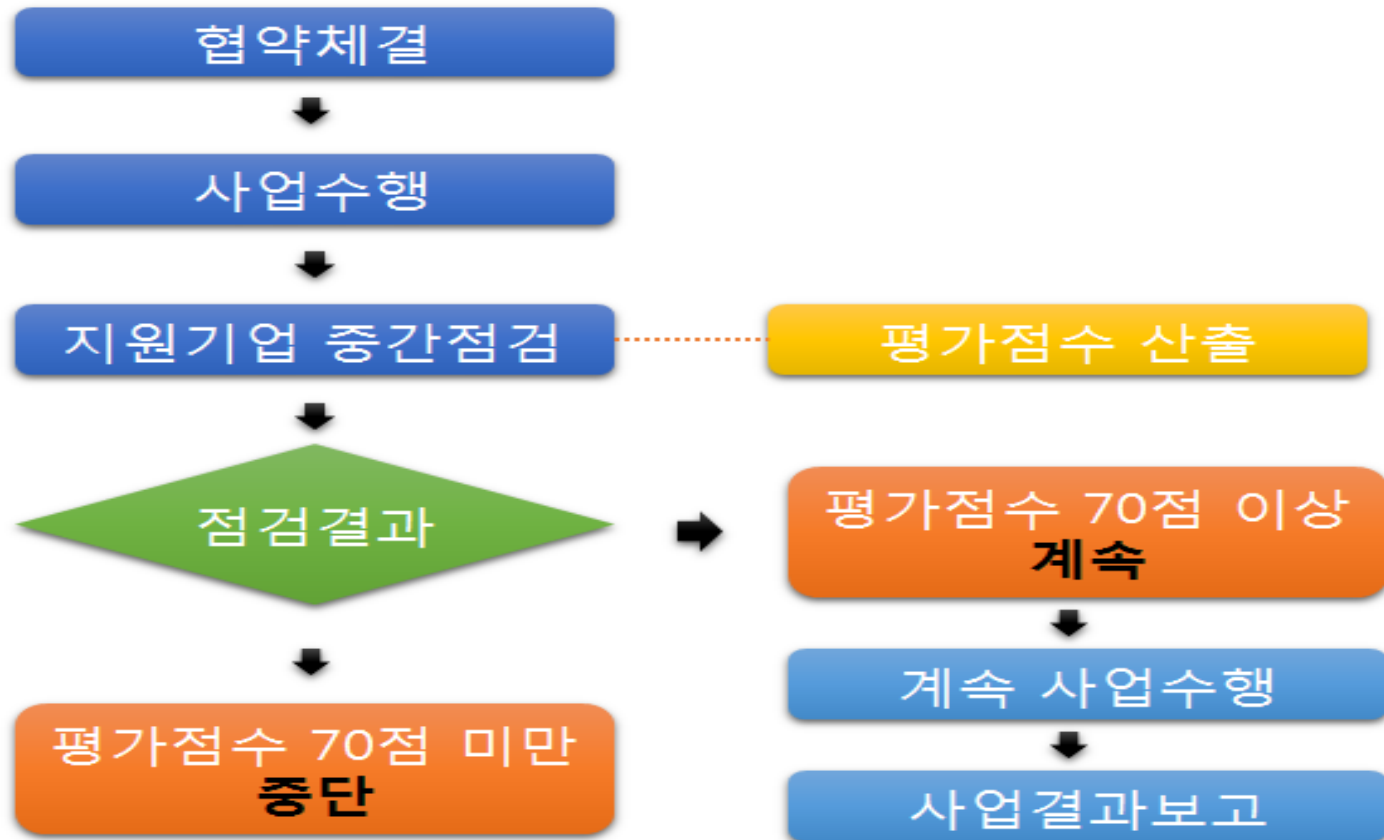 협약체결
사업수행
지원기업 중간점검
평가점수 산출
점검결과
평가점수 70점 이상
계속
계속 사업수행
사업결과보고
평가점수 70점 미만
중단